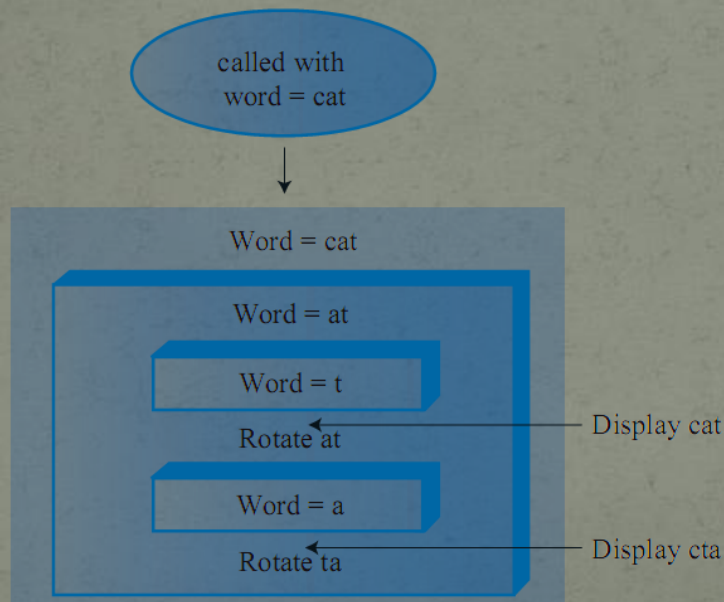 called with
word = cat
Word = cat
Word = at
Word = t
Display cat
Rotate at
Word = a
Display cta
Rotate ta